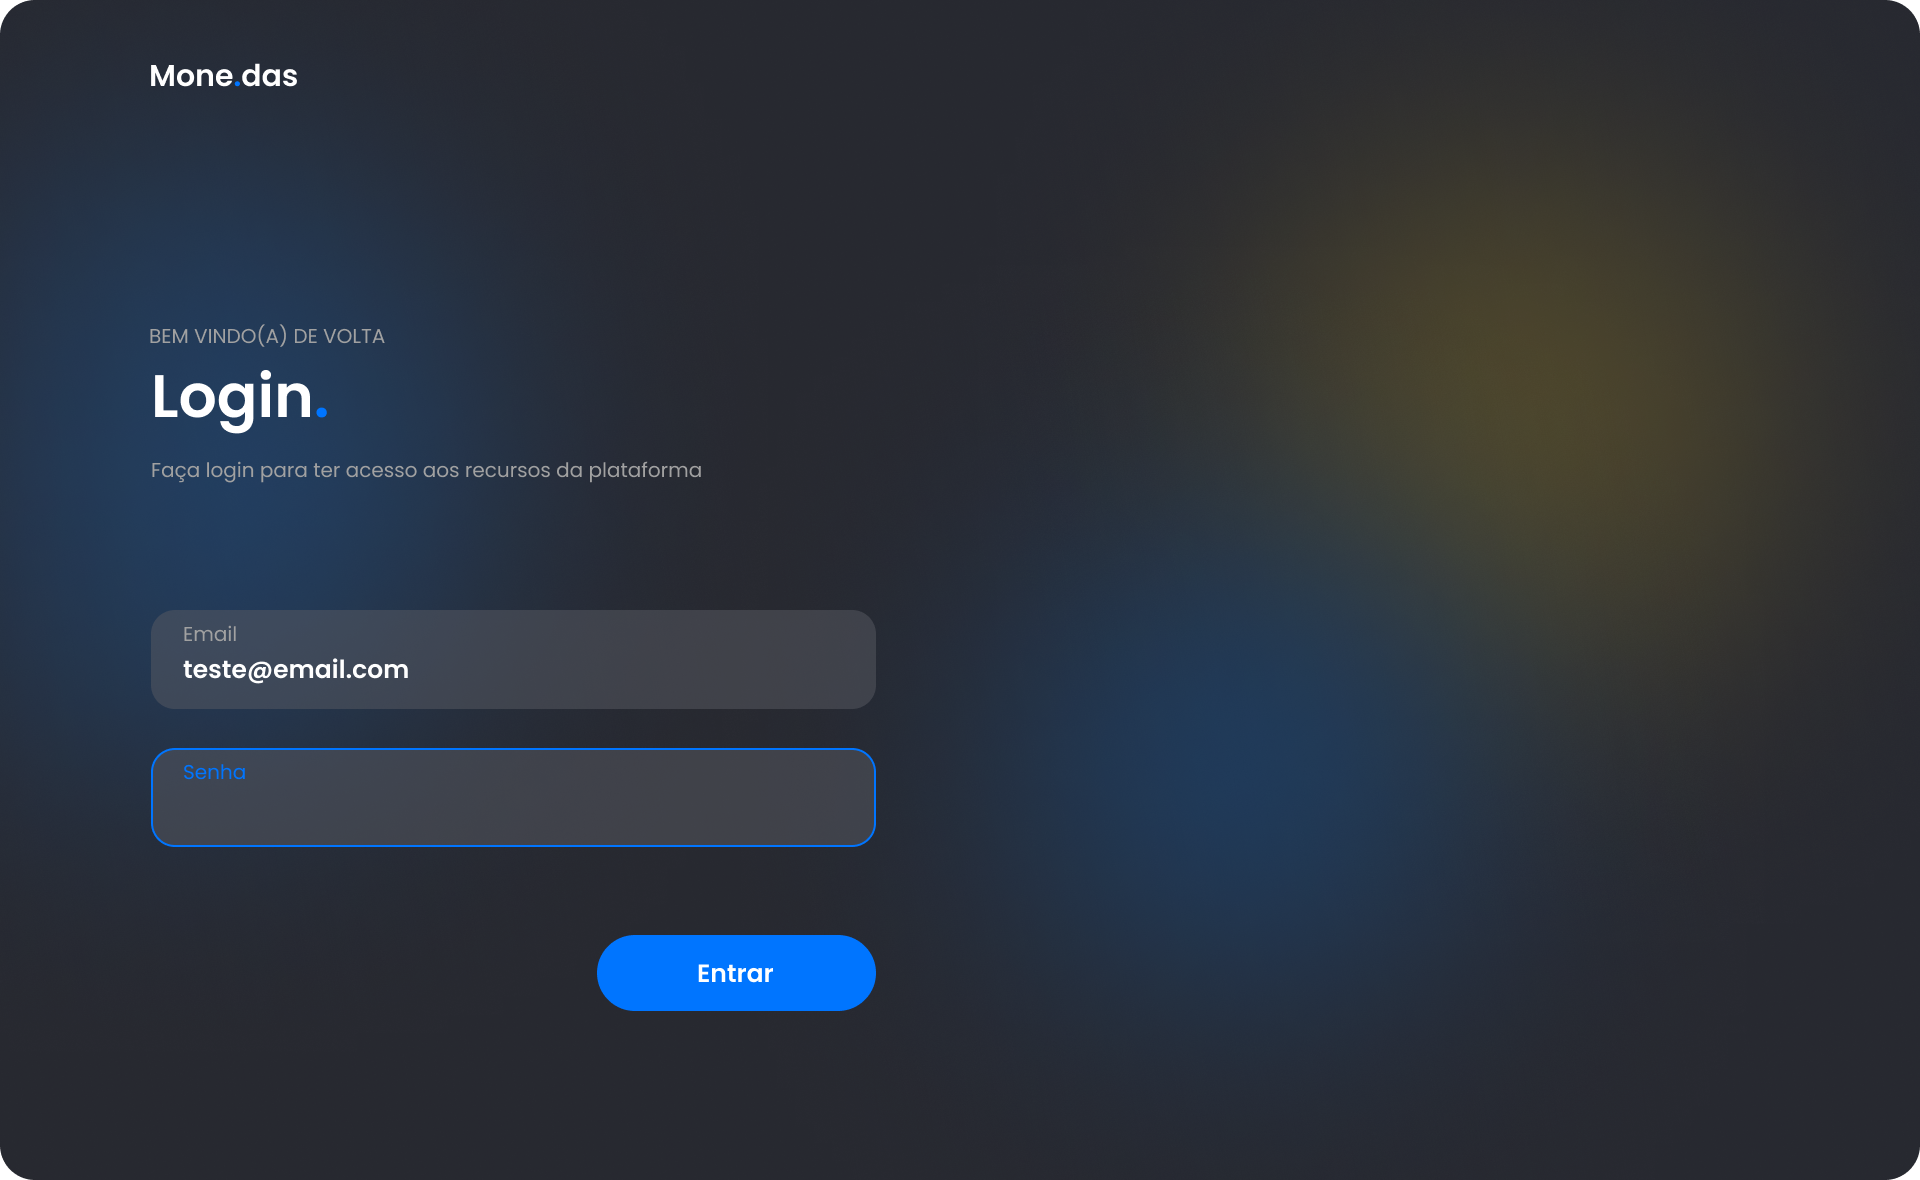 Mone.das
BEM VINDO(A) DE VOLTA
Login.
Faça login para ter acesso aos recursos da plataforma
Email
teste@email.com
Senha
Entrar